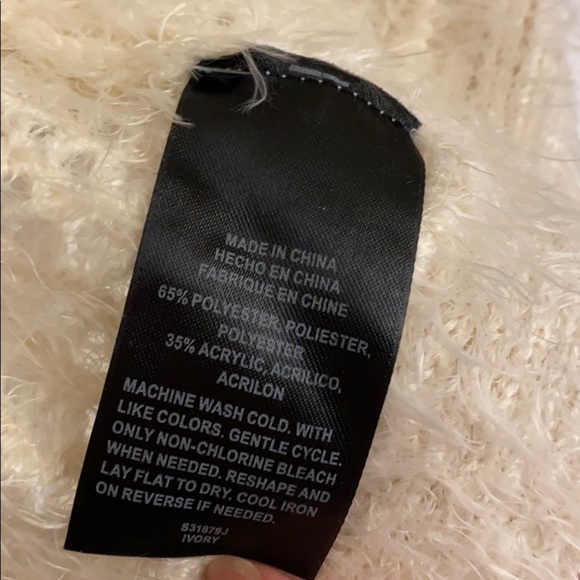 MADE IN CHINA
HECHO EN CHINA
FABRIQUE EN CHINE
65% POLYESTER, POLIESTER,
POLYESTER
35% ACRYLIC, ACRILICO,
ACRILON
MACHINE WASH COLD, WITH
LIKE COLORS. GENTLE CYCLE.
ONLY NON-CHLORINE BLEACH
WHEN NEEDED. RESHAPE AND
LAY FLAT TO DRY. COOL IRON
ON REVERSE IF NEEDED.
S31879J
IVORY